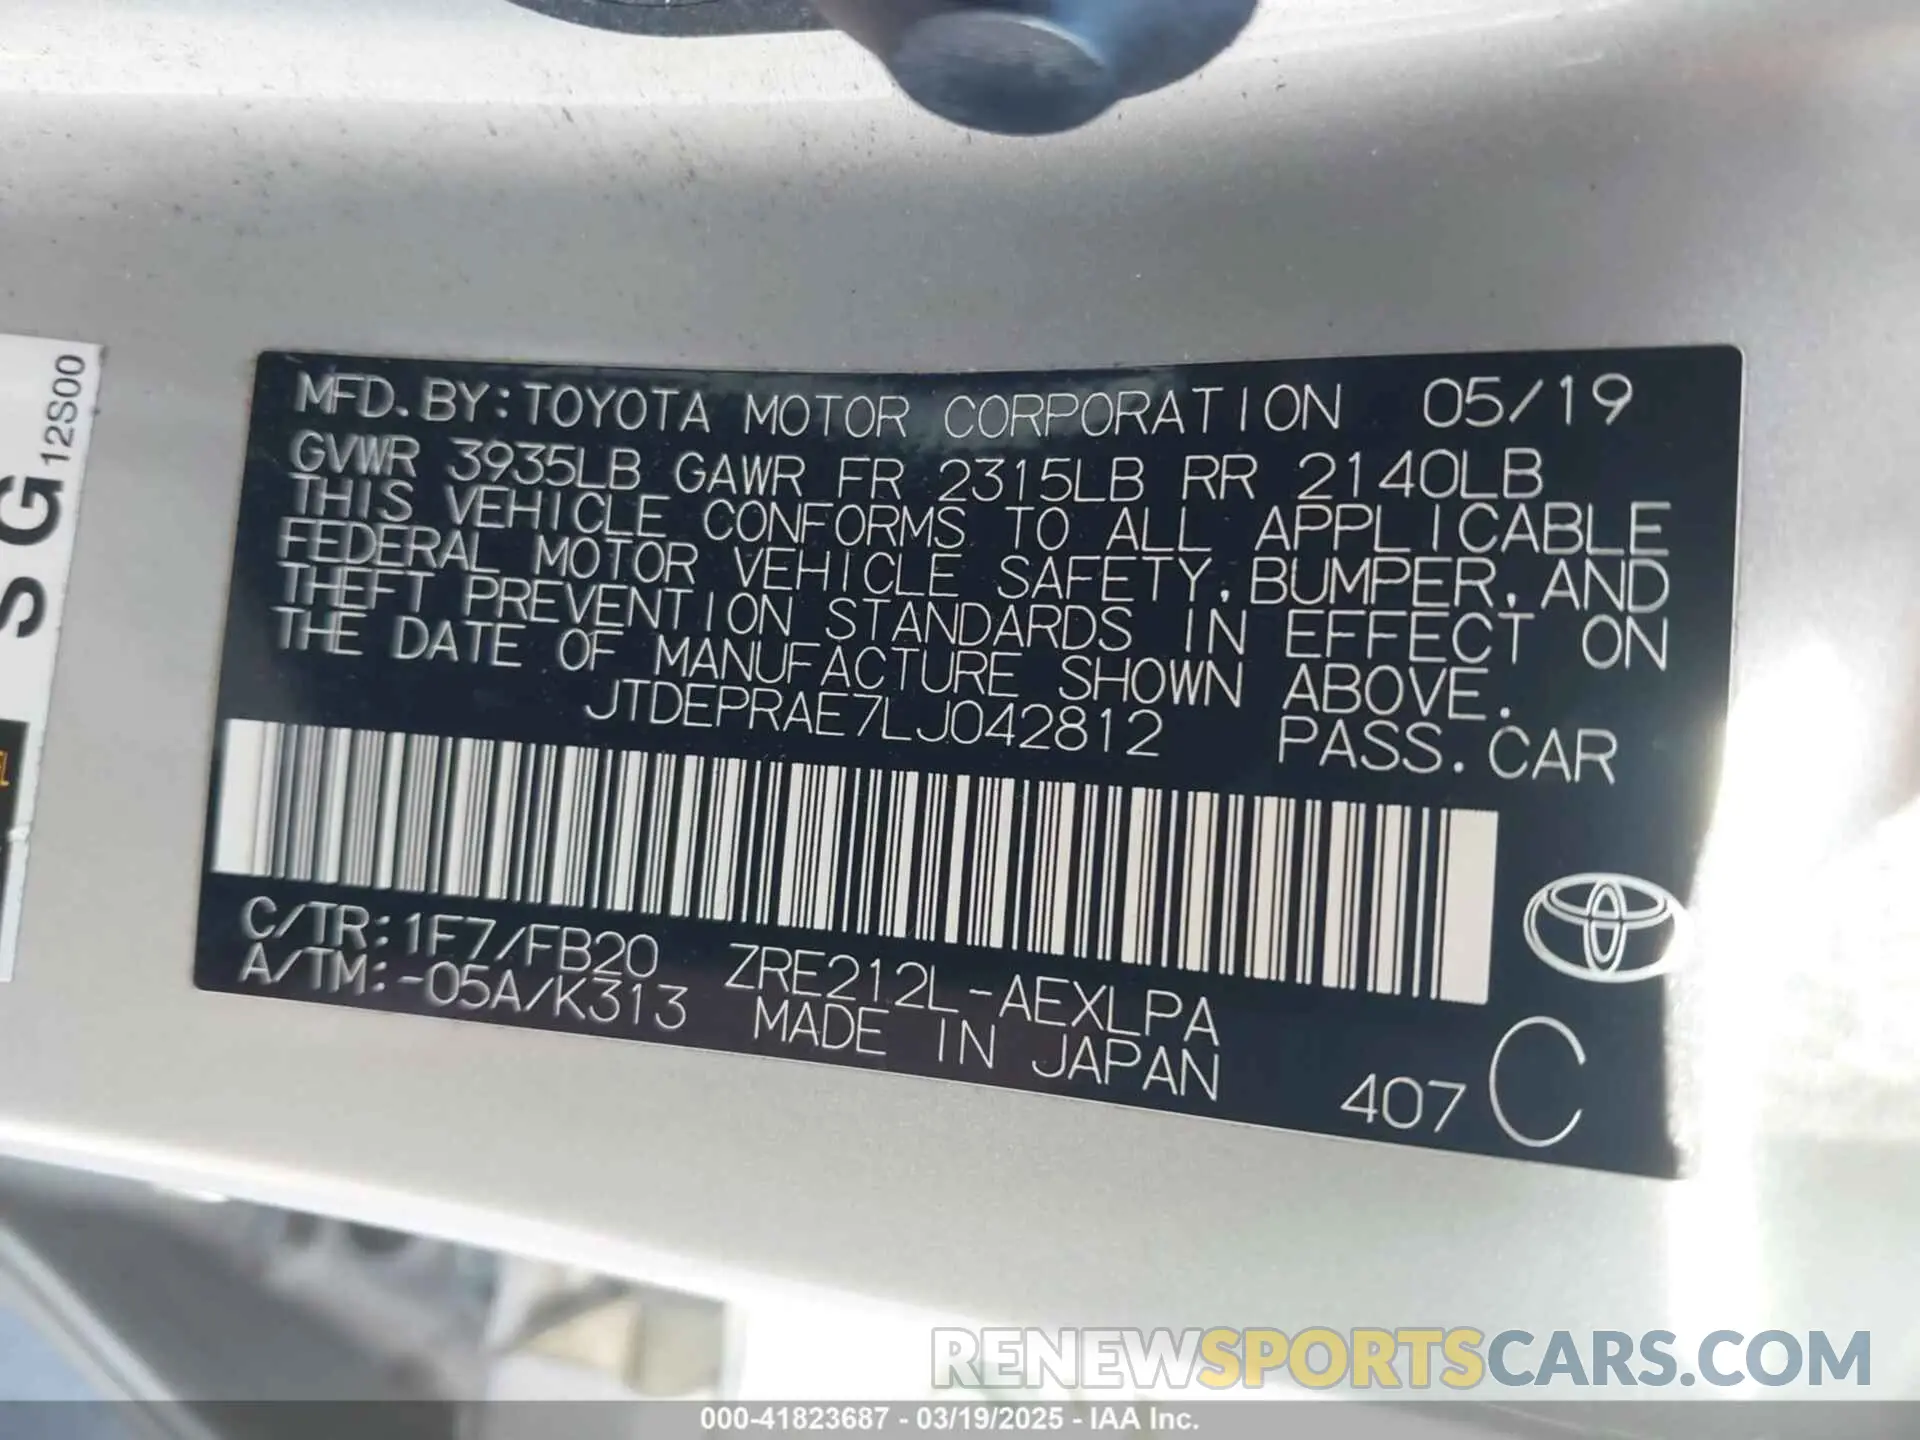 12S00
S G
MFD. BY: TOYOTA MOTOR CORPORATION 05/19
GVWR 3935LB GAWR FR 2315LB RR 2140LB
THIS VEHICLE CONFORMS TO ALL APPLICABLE
FEDERAL MOTOR VEHICLE SAFETY, BUMPER, AND
THEFT PREVENTION STANDARDS IN EFFECT ON
THE DATE OF MANUFACTURE SHOWN ABOVE.
JTDEPRAE7LJ042812 PASS. CAR
C/TR: 1F7/FB20 ZRE212L-AEXLPA
A/TM: -05A/K313 MADE IN JAPAN
407 C
RENEWSPORTSCARS.COM
000-41823687 - 03/19/2025 - IAA Inc.